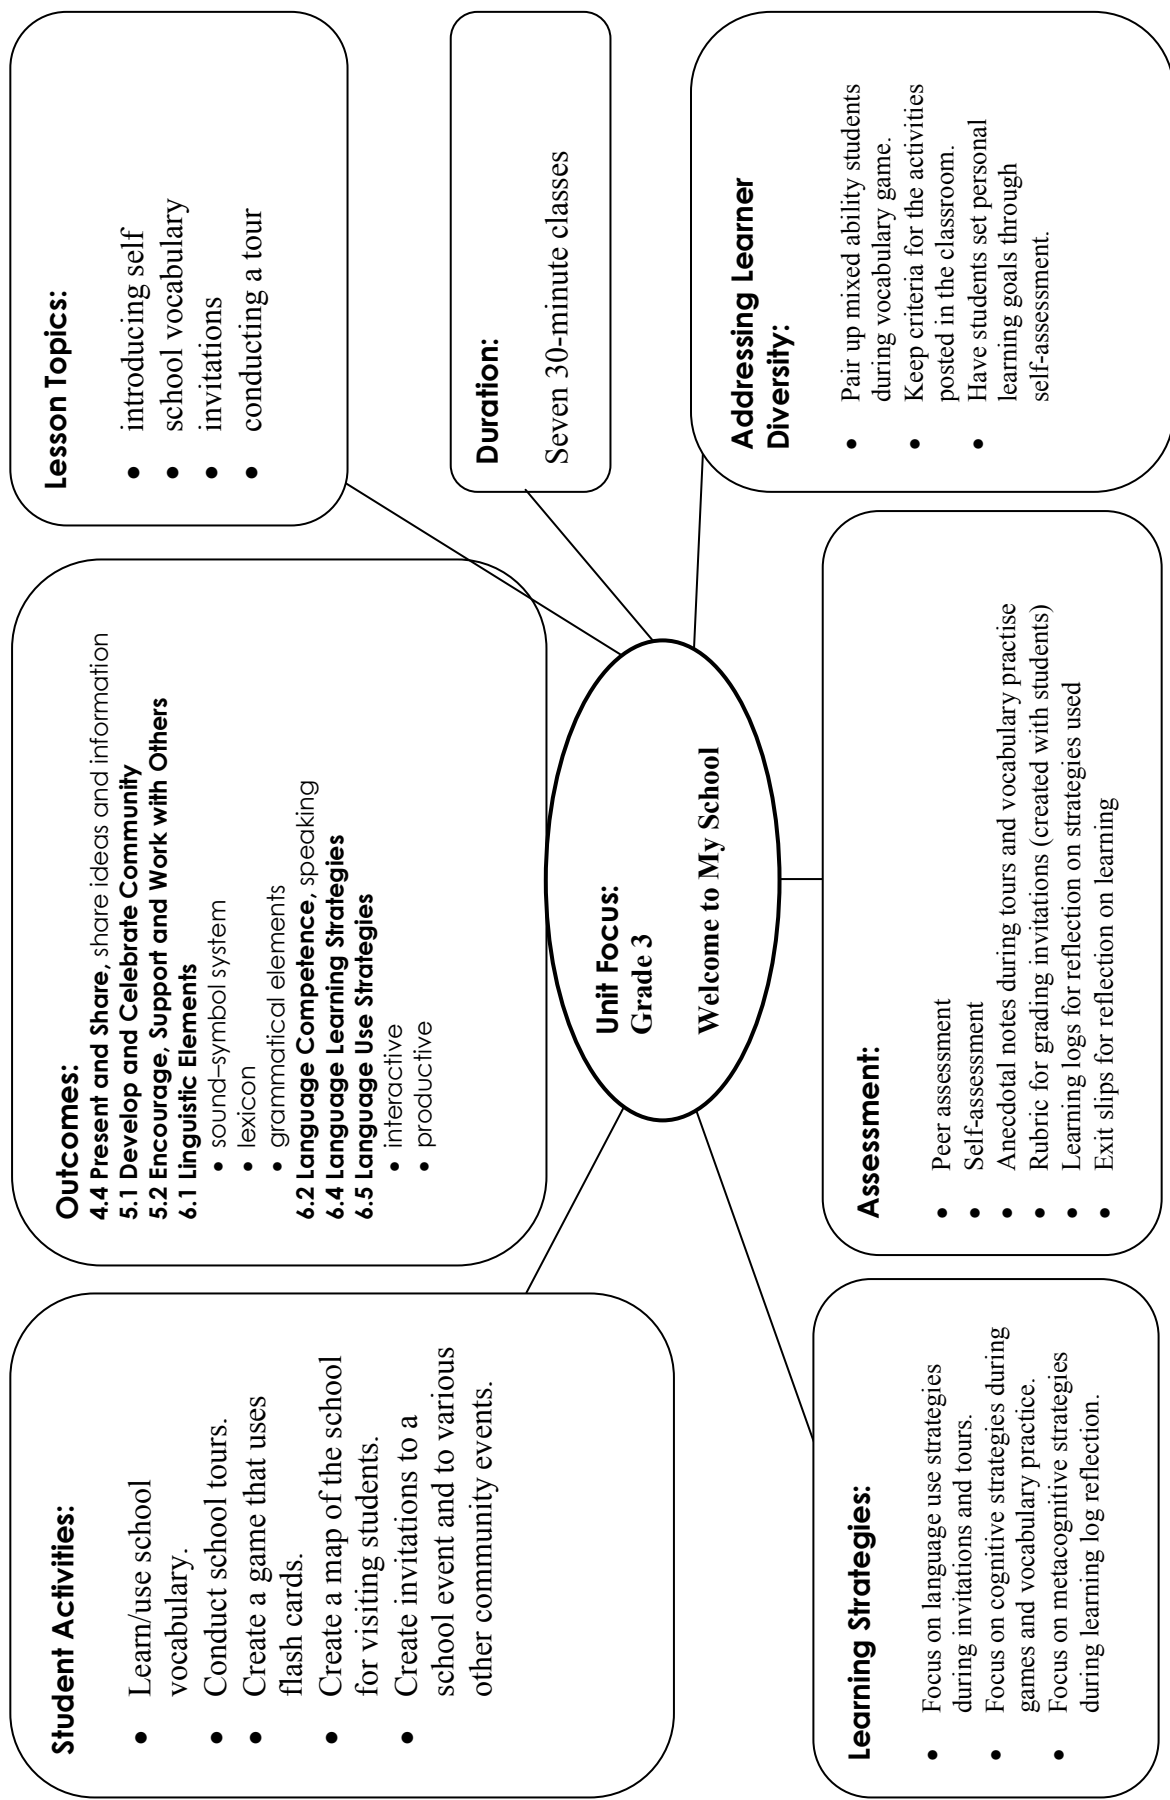 Student Activities:
• Learn/use school
vocabulary.
• Conduct school tours.
• Create a game that uses
flash cards.
• Create a map of the school
for visiting students.
• Create invitations to a
school event and to various
other community events.
Outcomes:
4.4 Present and Share, share ideas and information
5.1 Develop and Celebrate Community
5.2 Encourage, Support and Work with Others
6.1 Linguistic Elements
• sound–symbol system
• lexicon
• grammatical elements
6.2 Language Competence, speaking
6.4 Language Learning Strategies
6.5 Language Use Strategies
• interactive
• productive
Lesson Topics:
• introducing self
• school vocabulary
• invitations
• conducting a tour
Unit Focus:
Grade 3
Welcome to My School
Duration:
Seven 30-minute classes
Learning Strategies:
• Focus on language use strategies
during invitations and tours.
• Focus on cognitive strategies during
games and vocabulary practice.
• Focus on metacognitive strategies
during learning log reflection.
Assessment:
• Peer assessment
• Self-assessment
• Anecdotal notes during tours and vocabulary practise
• Rubric for grading invitations (created with students)
• Learning logs for reflection on strategies used
• Exit slips for reflection on learning
Addressing Learner
Diversity:
• Pair up mixed ability students
during vocabulary game.
• Keep criteria for the activities
posted in the classroom.
• Have students set personal
learning goals through
self-assessment.